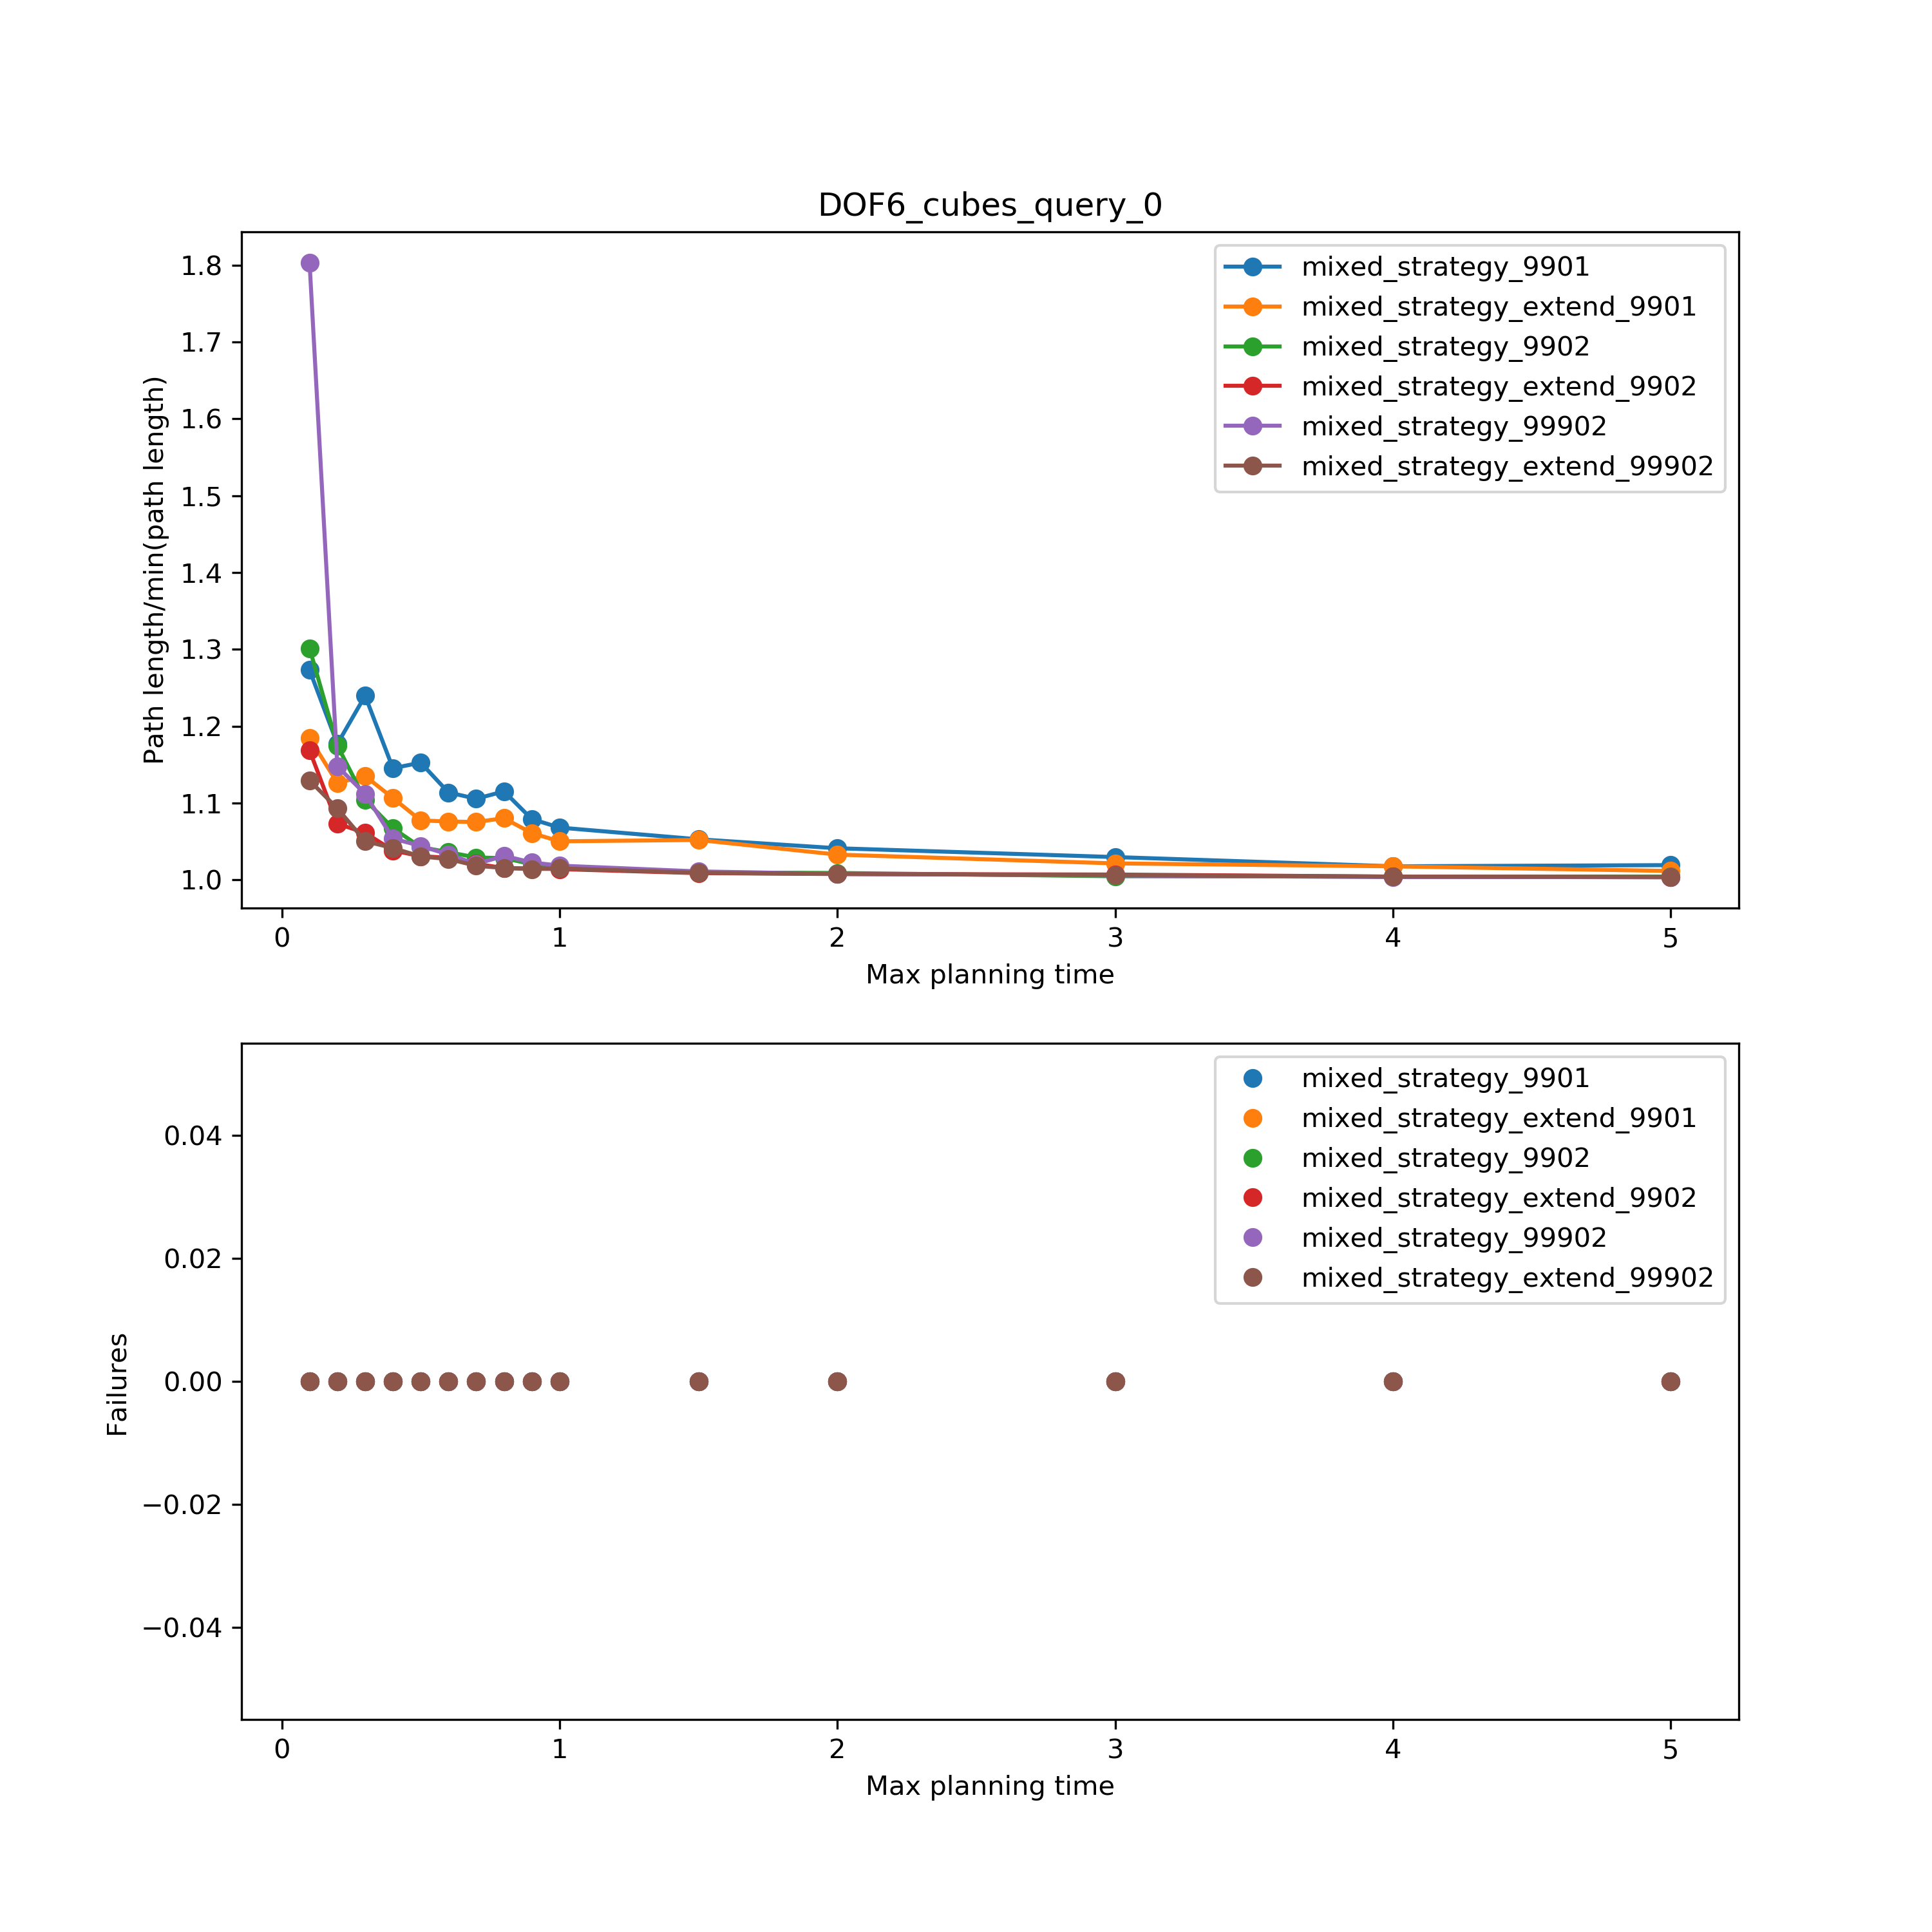 DOF6_cubes_query_0
Path length/min(path length)
1.8
1.7
1.6
1.5
1.4
1.3
1.2
1.1
1.0
mixed_strategy_9901
mixed_strategy_extend_9901
mixed_strategy_9902
mixed_strategy_extend_9902
mixed_strategy_99902
mixed_strategy_extend_99902
0 1 2 3 4 5
Max planning time
Failures
0.04
0.02
0.00
−0.02
−0.04
mixed_strategy_9901
mixed_strategy_extend_9901
mixed_strategy_9902
mixed_strategy_extend_9902
mixed_strategy_99902
mixed_strategy_extend_99902
0 1 2 3 4 5
Max planning time